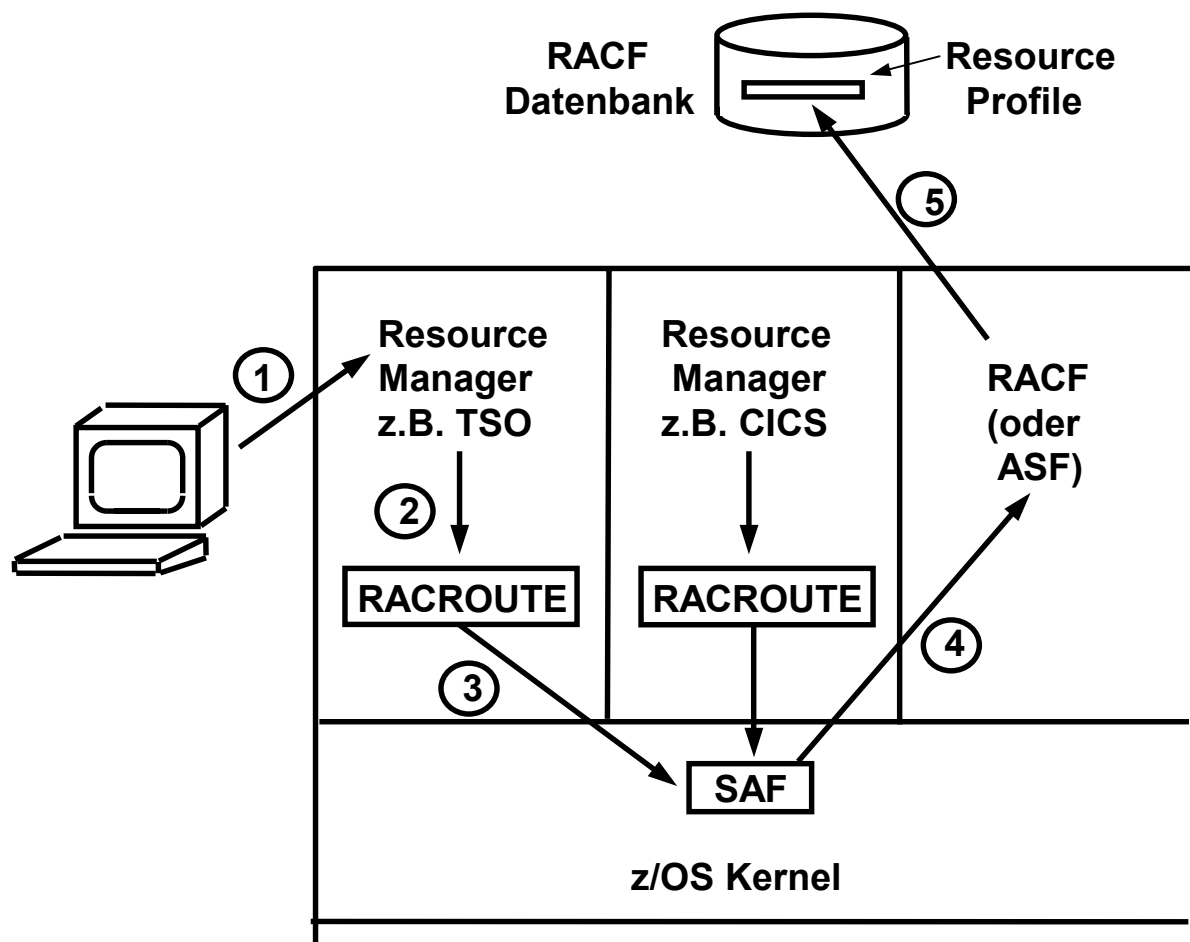 RACF
Datenbank
Resource
Profile
5
1
Resource
Manager
z.B. TSO
Resource
Manager
z.B. CICS
RACF
(oder
ASF)
2
RACROUTE
RACROUTE
3
4
SAF
z/OS Kernel